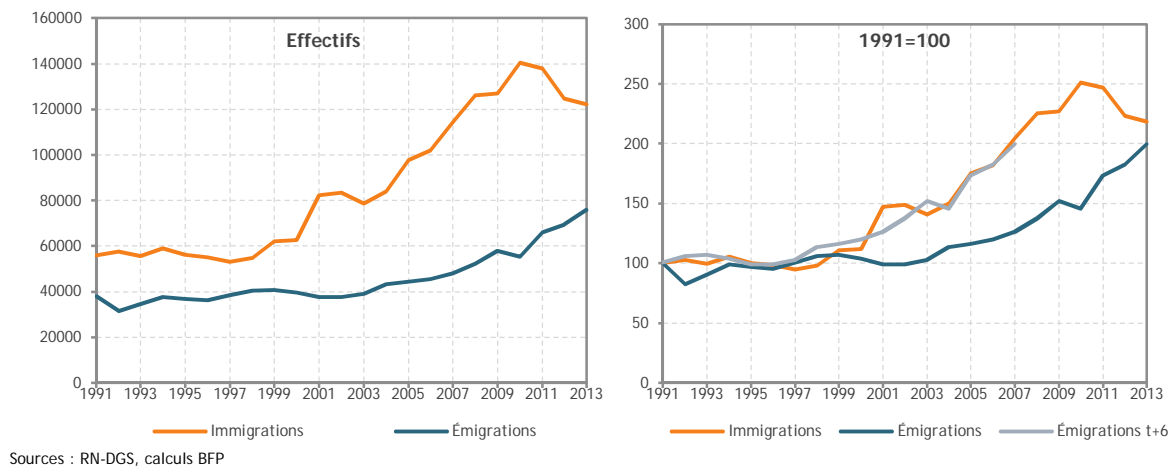 Effectifs
160000
140000
120000
100000
80000
60000
40000
20000
0
1991 1993 1995 1997 1999 2001 2003 2005 2007 2009 2011 2013
Immigrations Émigrations
1991=100
300
250
200
150
100
50
0
1991 1993 1995 1997 1999 2001 2003 2005 2007 2009 2011 2013
Immigrations Émigrations Émigrations t+6
Sources : RN-DGS, calculs BFP